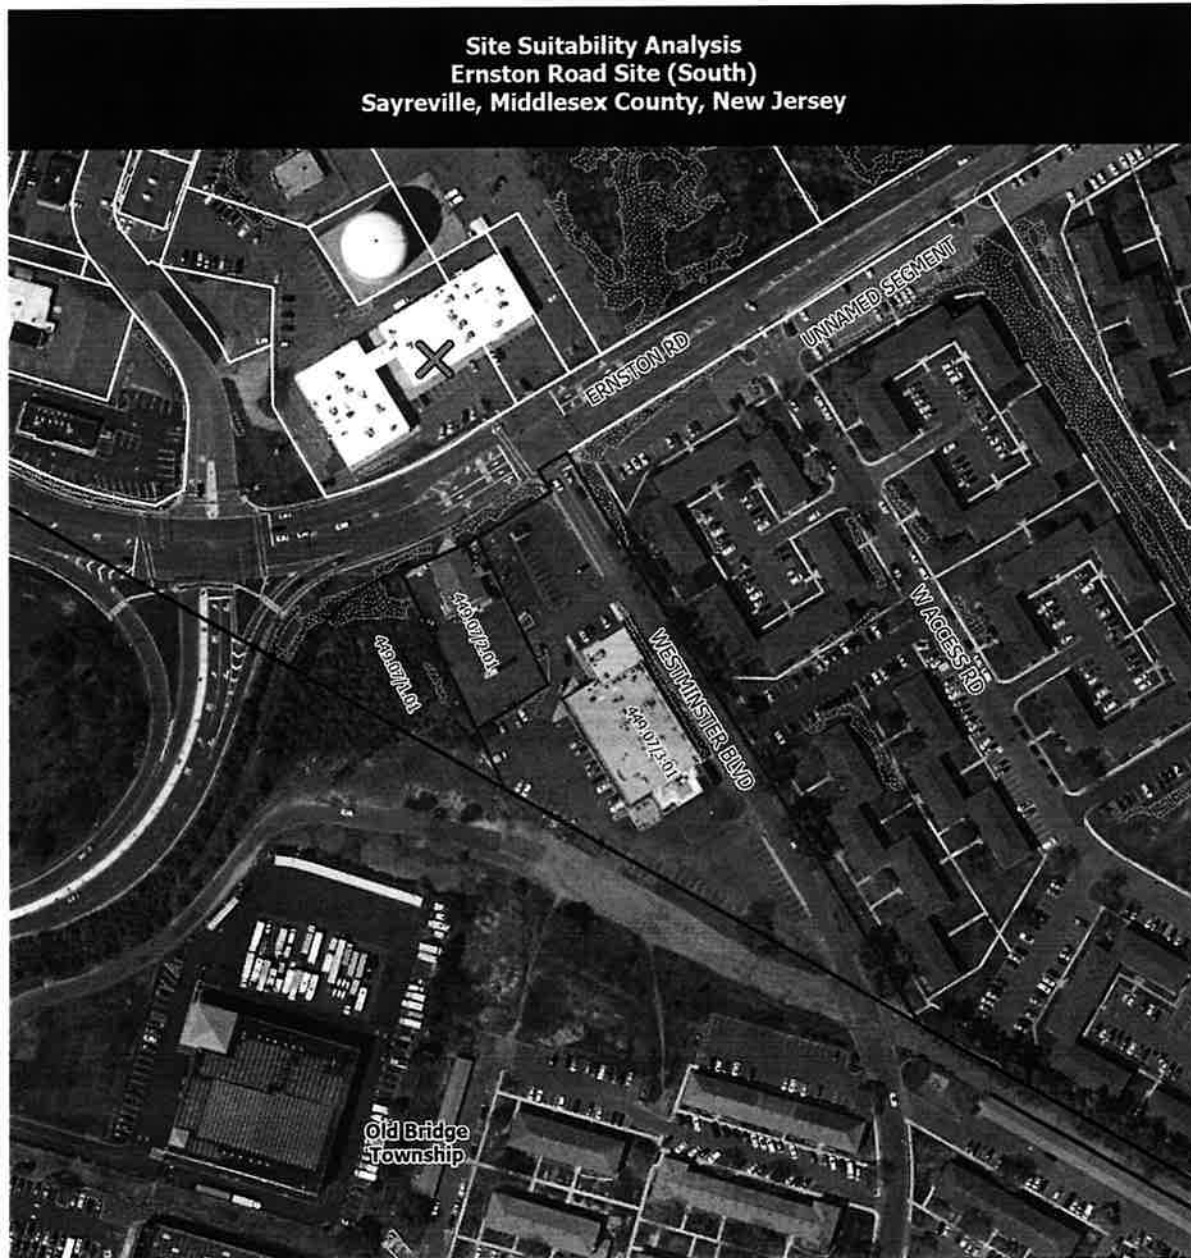 Site Suitability Analysis
Ernston Road Site (South)
Sayreville, Middlesex County, New Jersey
UNNAMED SEGMENT
ERNSTON RD
449.07/2.01
449.07/1.01
WESTMINSTER BLVD
W ACCESS RD
449.07/3.01
Old Bridge
Township